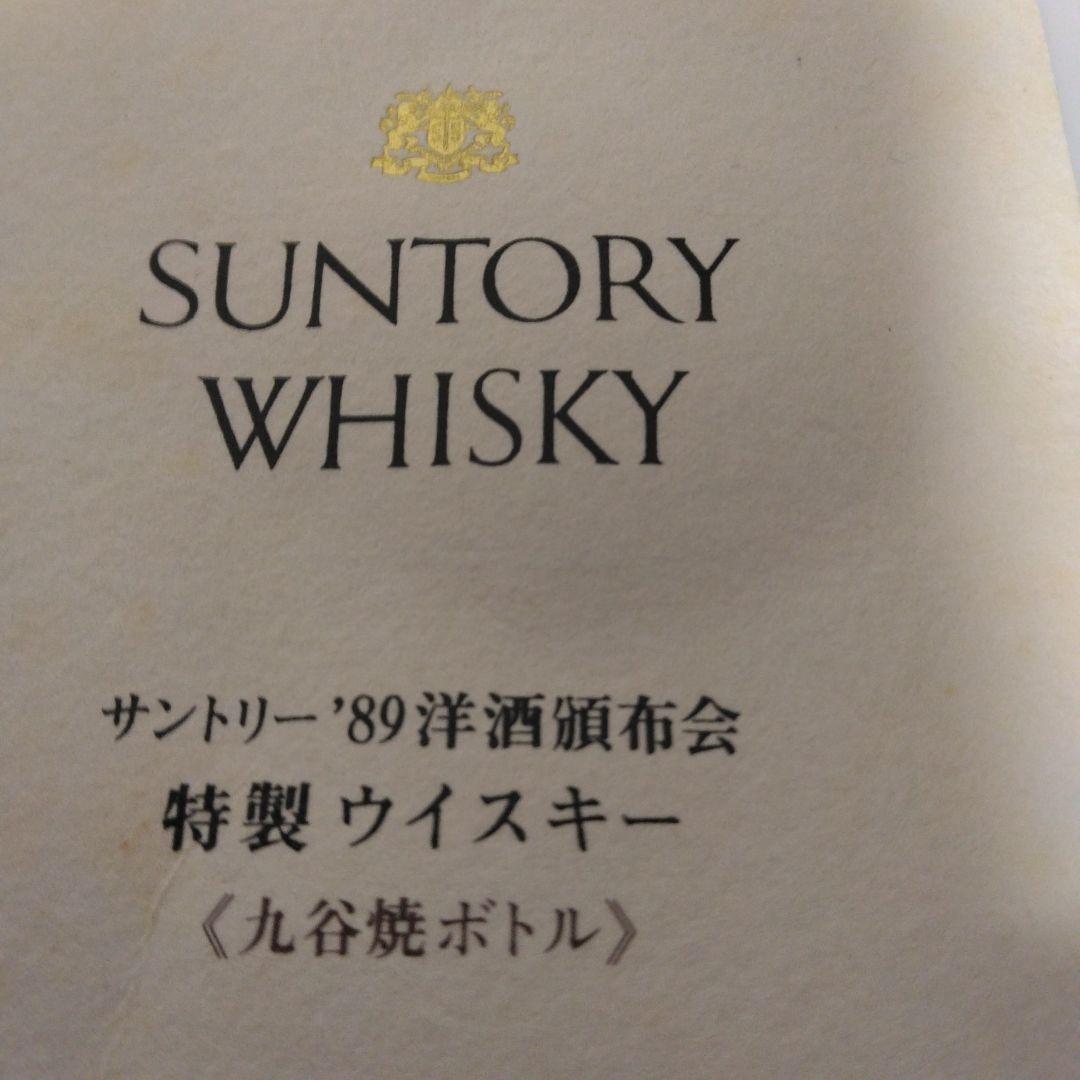 SUNTORY
WHISKY
サントリー '89洋酒頒布会
特製 ウイスキー
《九谷焼ボトル》